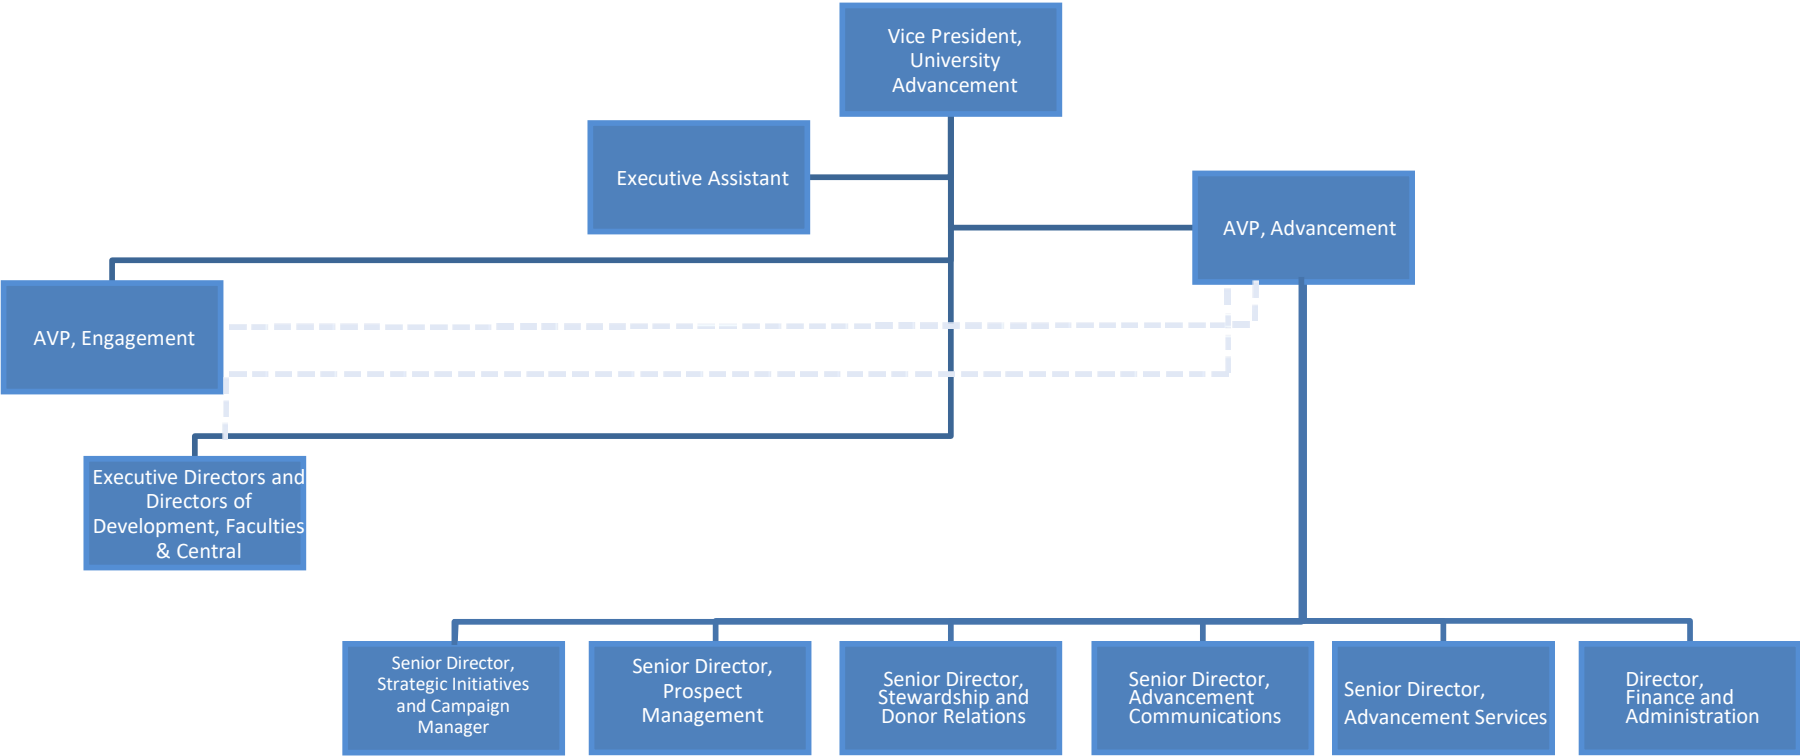 Vice President,
University
Advancement
Executive Assistant
AVP, Advancement
AVP, Engagement
Executive Directors and
Directors of
Development, Faculties
& Central
Senior Director,
Strategic Initiatives
and Campaign
Manager
Senior Director,
Prospect
Management
Senior Director,
Stewardship and
Donor Relations
Senior Director,
Advancement
Communications
Senior Director,
Advancement Services
Director,
Finance and
Administration